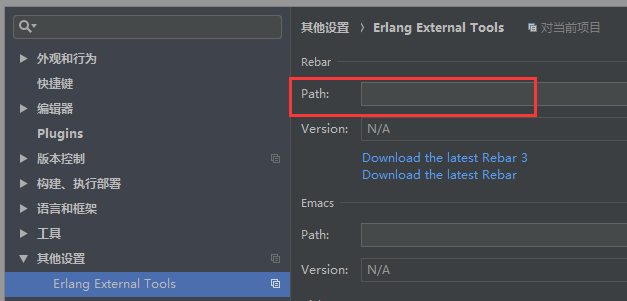 外观和行为
快捷键
编辑器
Plugins
版本控制
构建、执行部署
语言和框架
工具
其他设置
Erlang External Tools
其他设置 > Erlang External Tools 对当前项目
Rebar
Path:
Version: N/A
Download the latest Rebar 3
Download the latest Rebar
Emacs
Path:
Version: N/A